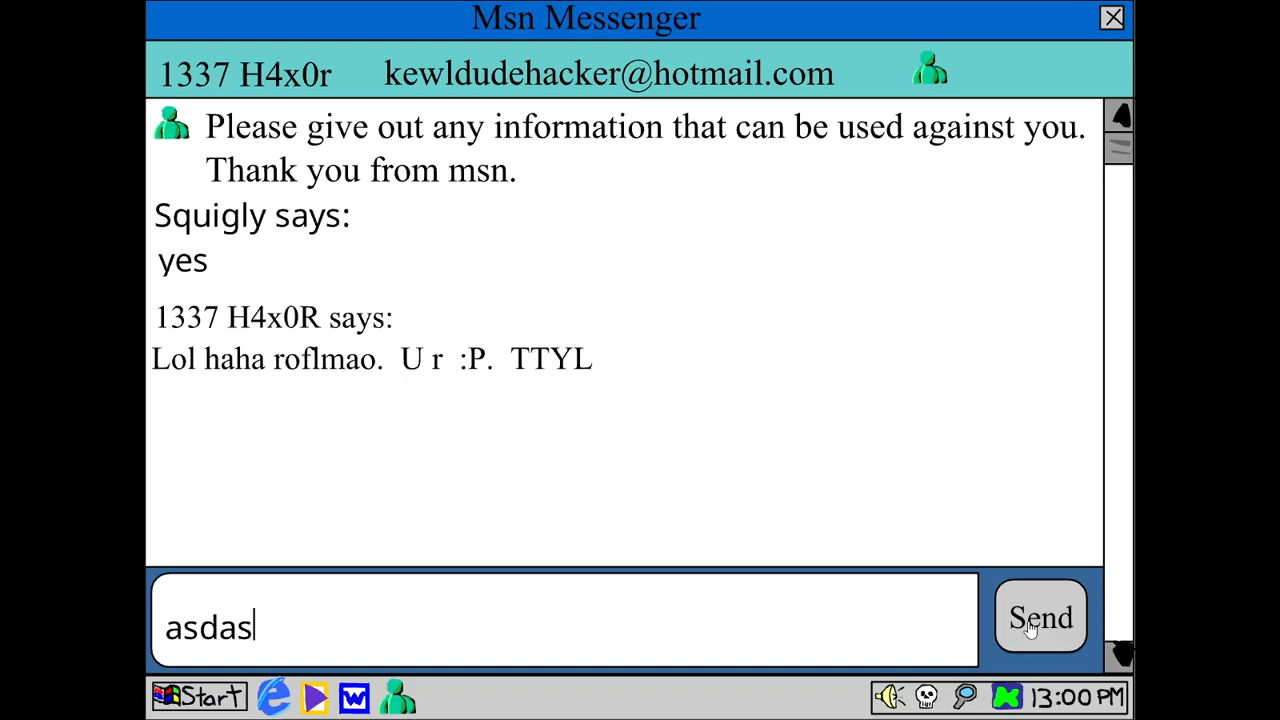 Msn Messenger
1337 H4x0r kewldudehacker@hotmail.com
Please give out any information that can be used against you.
Thank you from msn.
Squigly says:
yes
1337 H4x0R says:
Lol haha roflmao. U r :P. TTYL
asdas
Send
Start W 13:00 PM